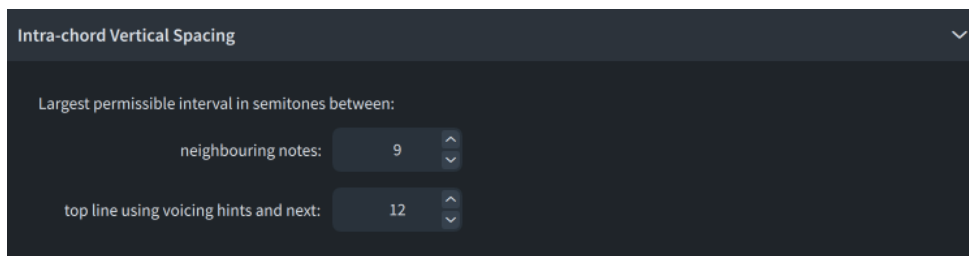 Intra-chord Vertical Spacing
Largest permissible interval in semitones between:
neighbouring notes: 9
top line using voicing hints and next: 12